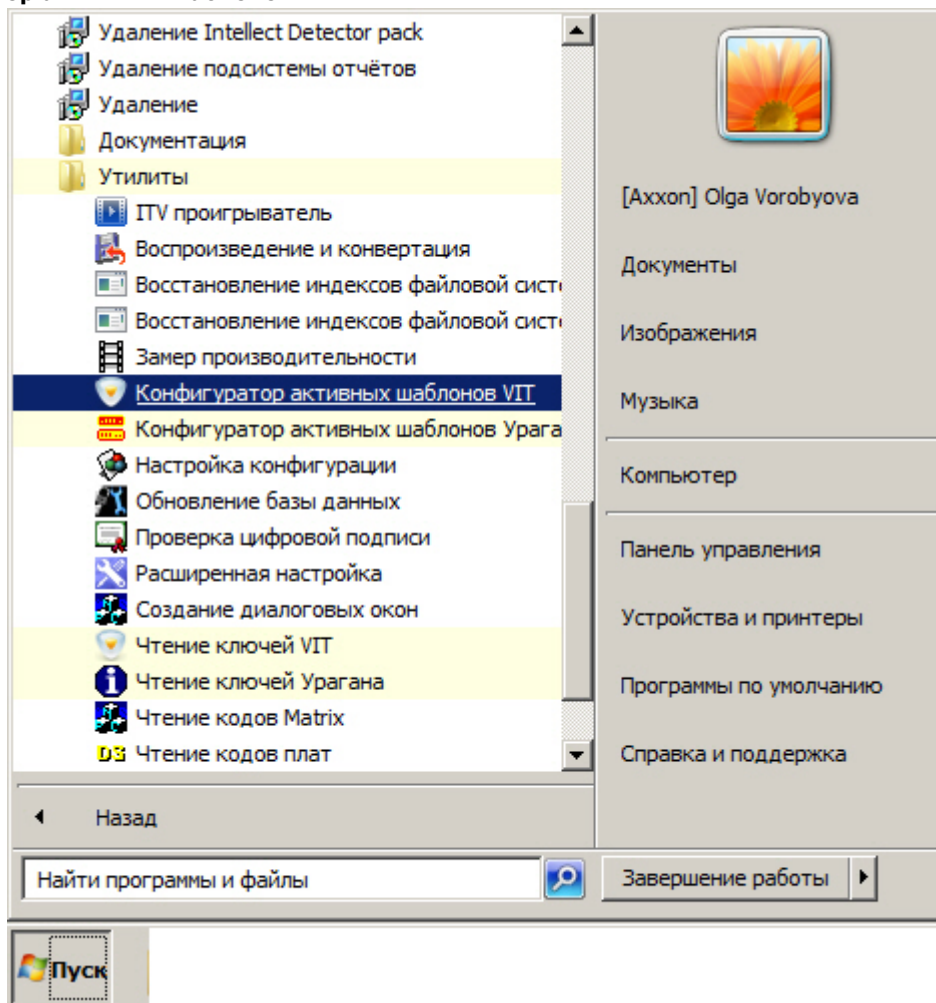 Удаление Intellect Detector pack
Удаление подсистемы отчётов
Удаление
Документация
Утилиты
ITV проигрыватель
Воспроизведение и конвертация
Восстановление индексов файловой сист
Восстановление индексов файловой сист
Замер производительности
Конфигуратор активных шаблонов VIT
Конфигуратор активных шаблонов Урага
Настройка конфигурации
Обновление базы данных
Проверка цифровой подписи
Расширенная настройка
Создание диалоговых окон
Чтение ключей VIT
Чтение ключей Урагана
Чтение кодов Matrix
Чтение кодов плат
Назад
Найти программы и файлы
[Axxon] Olga Vorobyova
Документы
Изображения
Музыка
Компьютер
Панель управления
Устройства и принтеры
Программы по умолчанию
Справка и поддержка
Завершение работы
Пуск